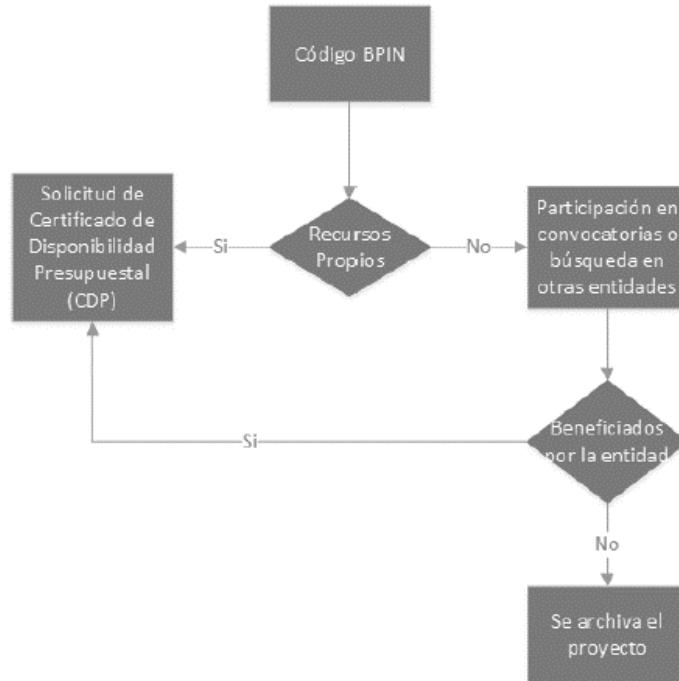 Código BPIN
Solicitud de
Certificado de
Disponibilidad
Presupuestal
(CDP)
Si
Recursos
Propios
No
Participación en
convocatorias o
búsqueda en
otras entidades
Si
Beneficiados
por la entidad
No
Se archiva el
proyecto